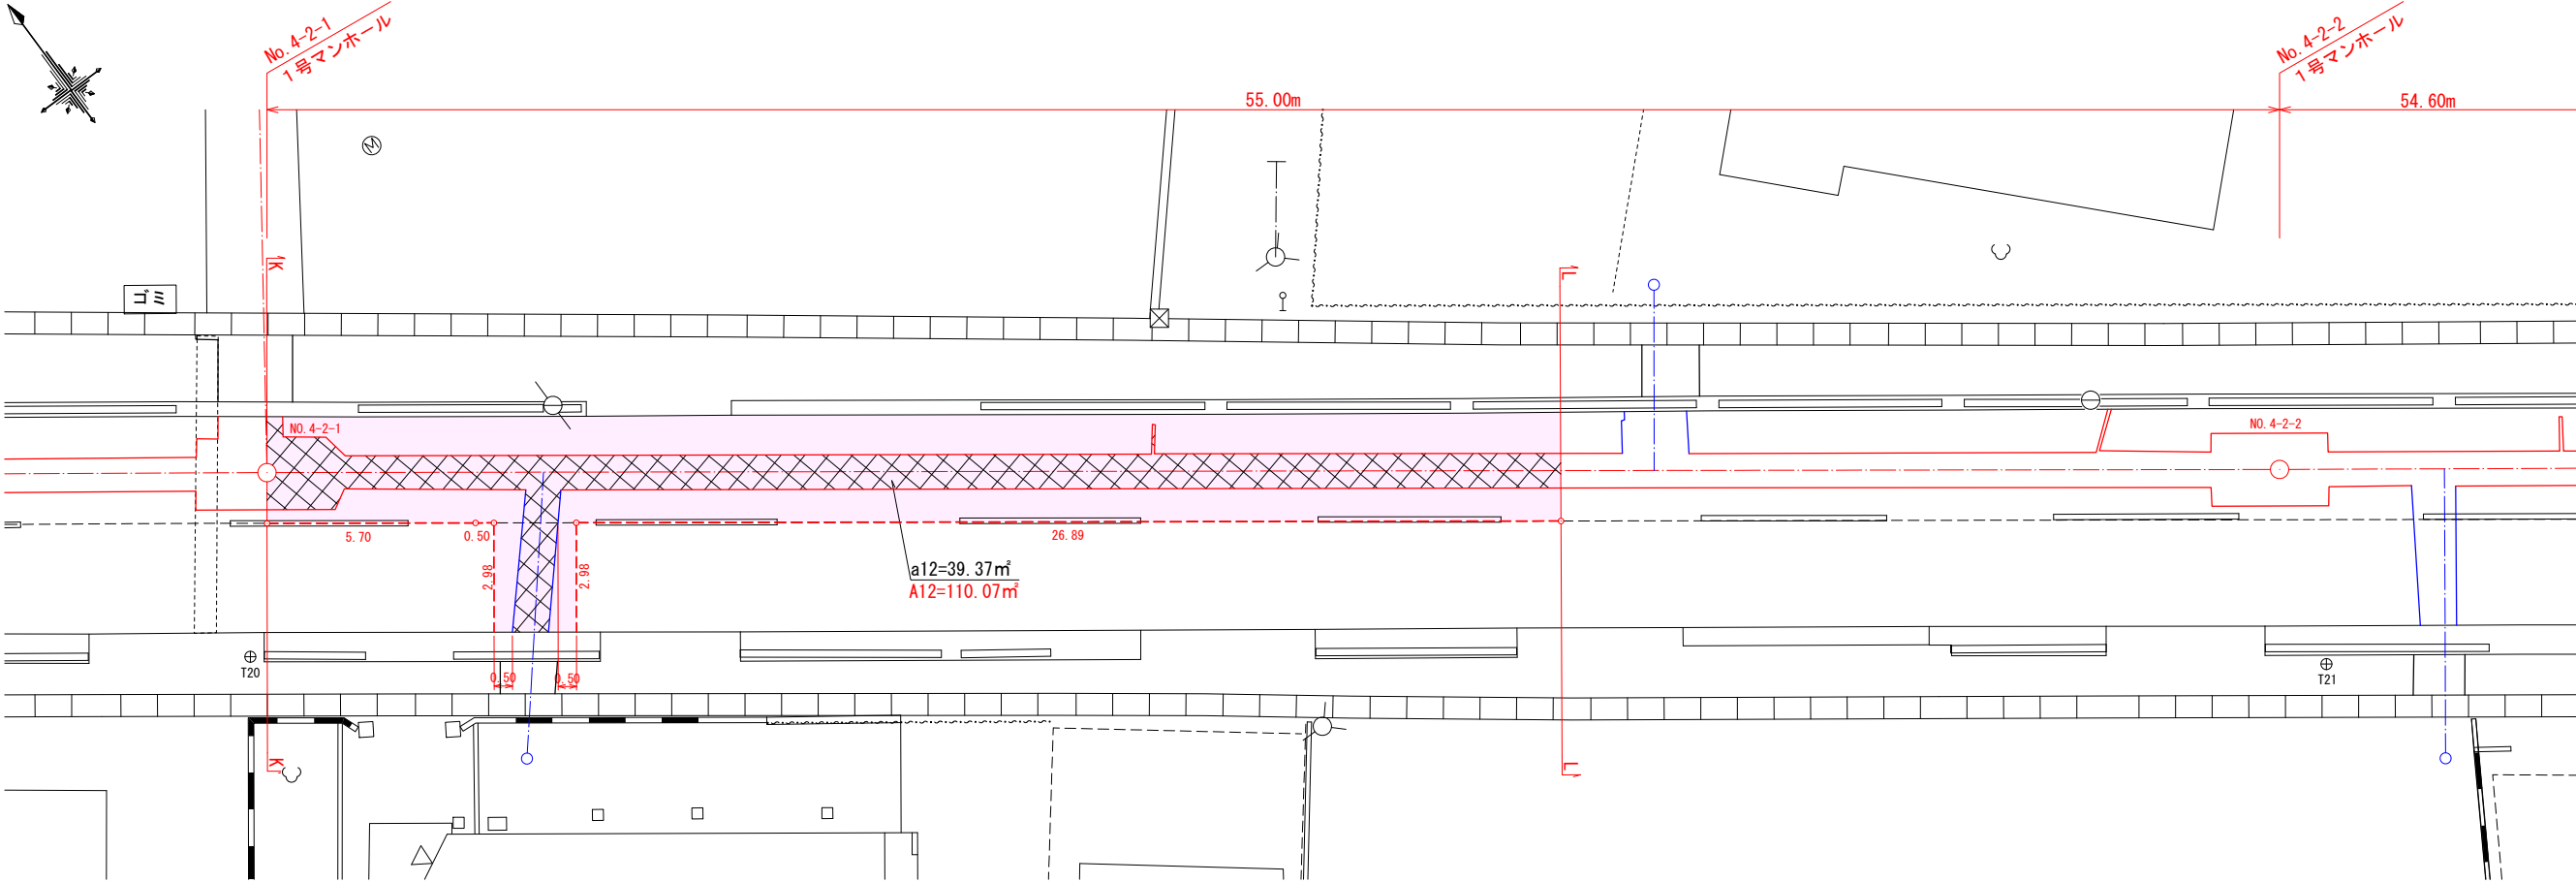 No. 4-2-1
1号マンホール
No. 4-2-2
1号マンホール
55.00m
54.60m
M
K
L
ゴミ
NO. 4-2-1
NO. 4-2-2
5.70
0.50
26.89
2.98
2.98
a12=39.37㎡
A12=110.07㎡
T20
0.50
0.50
T21
K
L